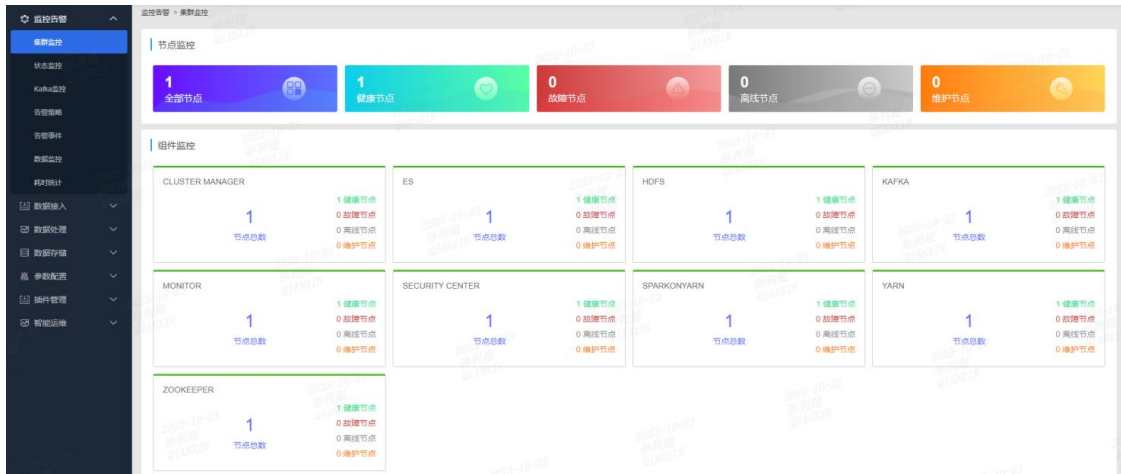 监控告警
集群监控
状态监控
Kafka监控
告警策略
告警事件
数据监控
耗时统计
数据接入
数据处理
数据存储
参数配置
插件管理
智能运维
监控告警 > 集群监控
节点监控
1
全部节点
1
健康节点
0
故障节点
0
离线节点
0
维护节点
组件监控
CLUSTER MANAGER
1
节点总数
1 健康节点
0 故障节点
0 离线节点
0 维护节点
ES
1
节点总数
1 健康节点
0 故障节点
0 离线节点
0 维护节点
HDFS
1
节点总数
1 健康节点
0 故障节点
0 离线节点
0 维护节点
KAFKA
1
节点总数
1 健康节点
0 故障节点
0 离线节点
0 维护节点
MONITOR
1
节点总数
1 健康节点
0 故障节点
0 离线节点
0 维护节点
SECURITY CENTER
1
节点总数
1 健康节点
0 故障节点
0 离线节点
0 维护节点
SPARKONYARN
1
节点总数
1 健康节点
0 故障节点
0 离线节点
0 维护节点
YARN
1
节点总数
1 健康节点
0 故障节点
0 离线节点
0 维护节点
ZOOKEEPER
1
节点总数
1 健康节点
0 故障节点
0 离线节点
0 维护节点